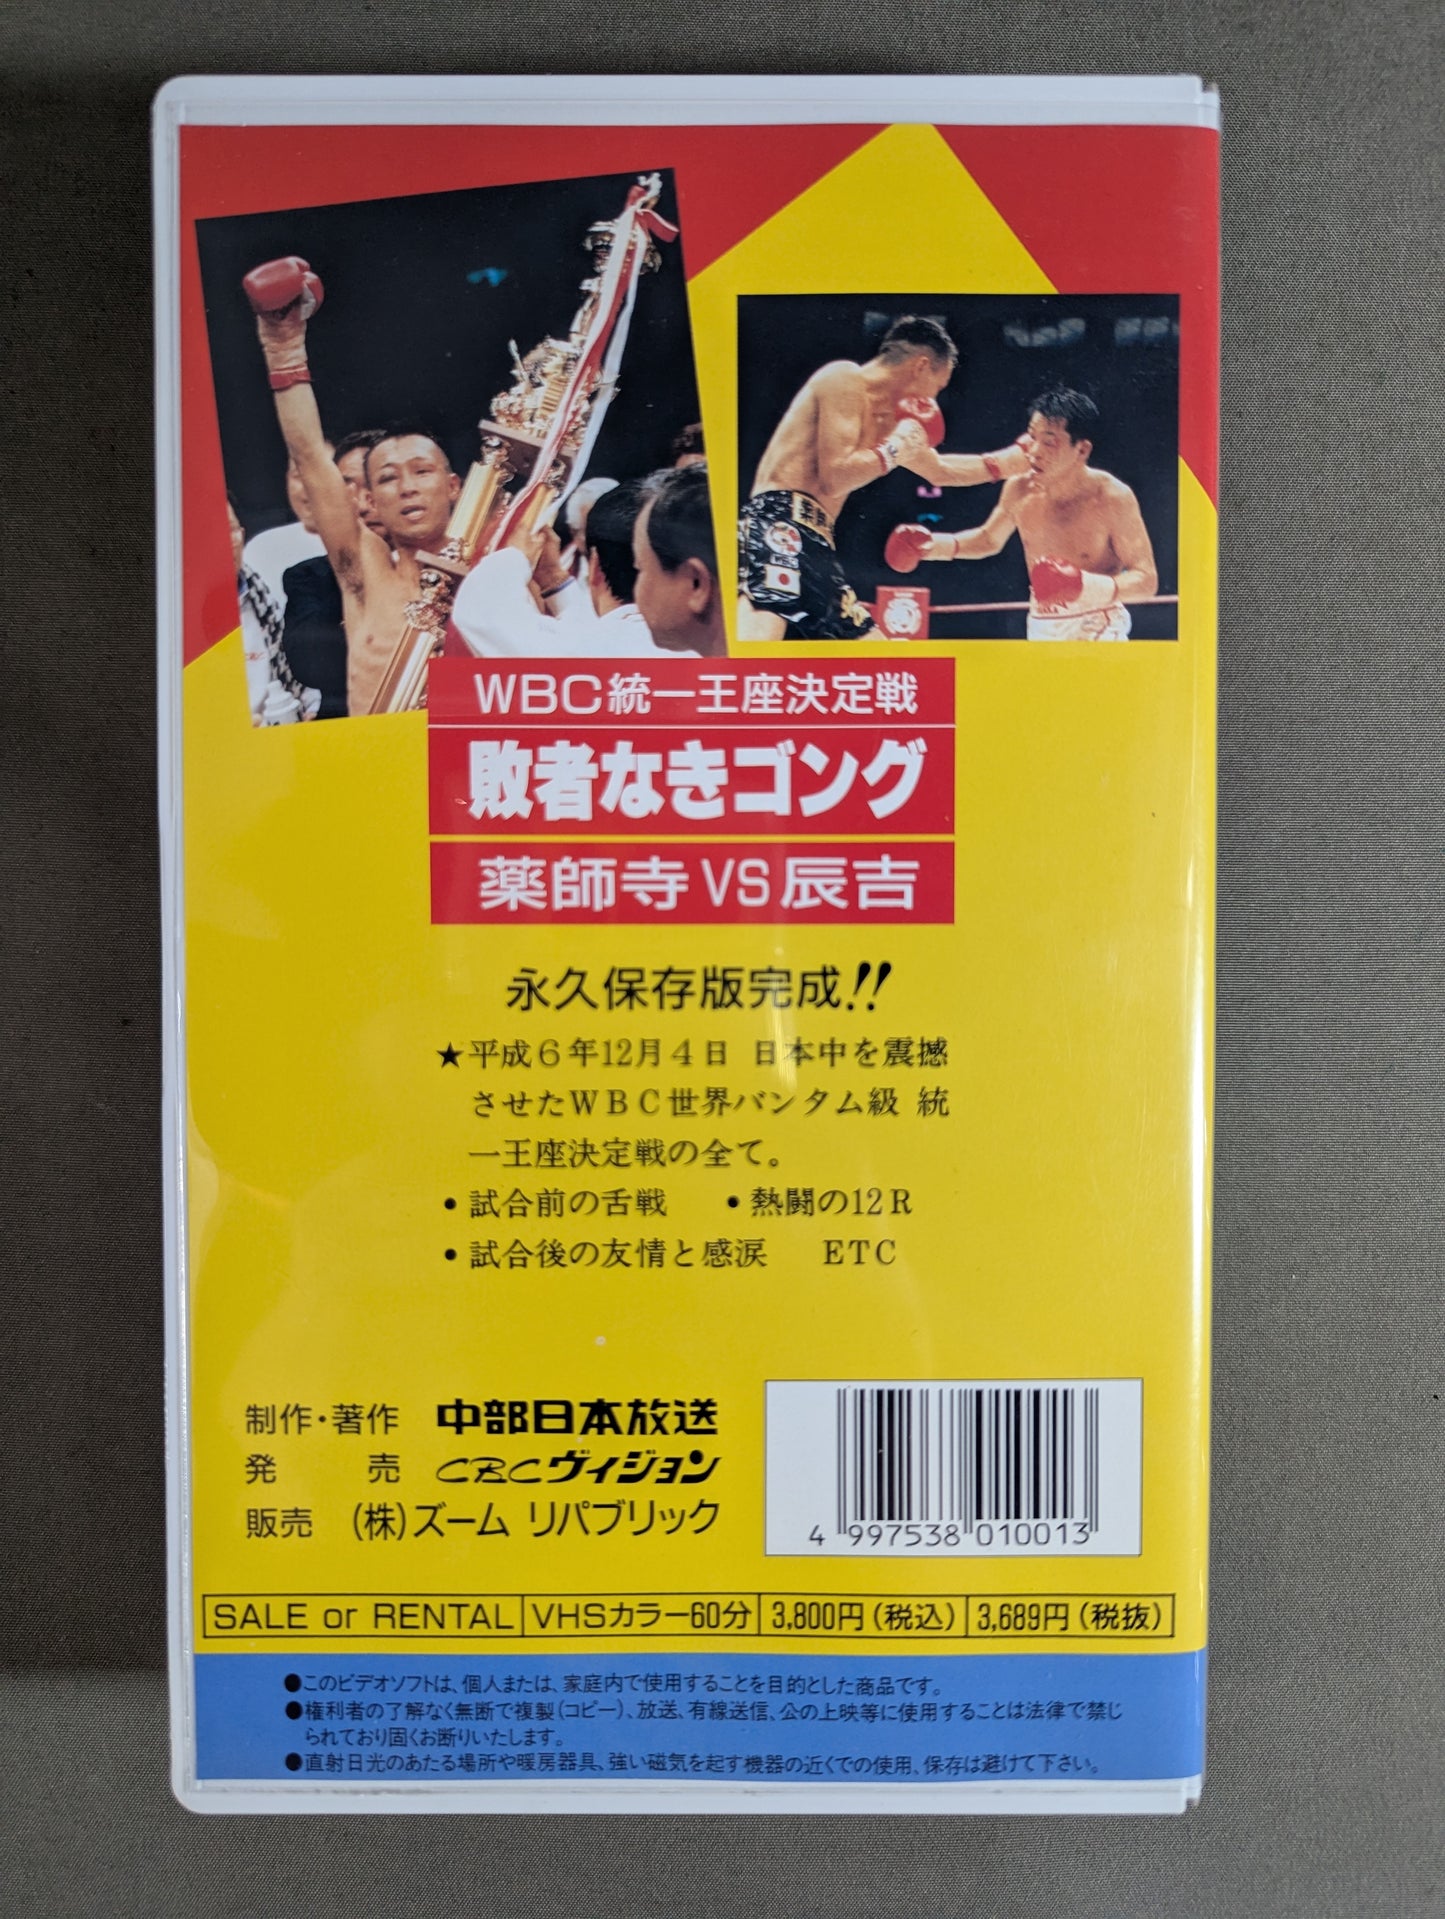 WBC統一王座決定戦
敗者なきゴング
薬師寺 VS 辰吉
永久保存版完成!!
★平成6年12月4日 日本中を震撼
させたWBC世界バンタム級 統
一王座決定戦の全て。
・試合前の舌戦 ・熱闘の12R
・試合後の友情と感涙 ETC
制作・著作 中部日本放送
発売 CBCヴィジョン
販売 (株)ズーム リパブリック
4 997538 010013
SALE or RENTAL VHSカラー60分 3,800円(税込) 3,689円(税抜)
●このビデオソフトは、個人または、家庭内で使用することを目的とした商品です。
●権利者の了解なく無断で複製(コピー)、放送、有線送信、公の上映等に使用することは法律で禁じ
られており固くお断りいたします。
●直射日光のあたる場所や暖房器具、強い磁気を起す機器の近くでの使用、保存は避けて下さい。